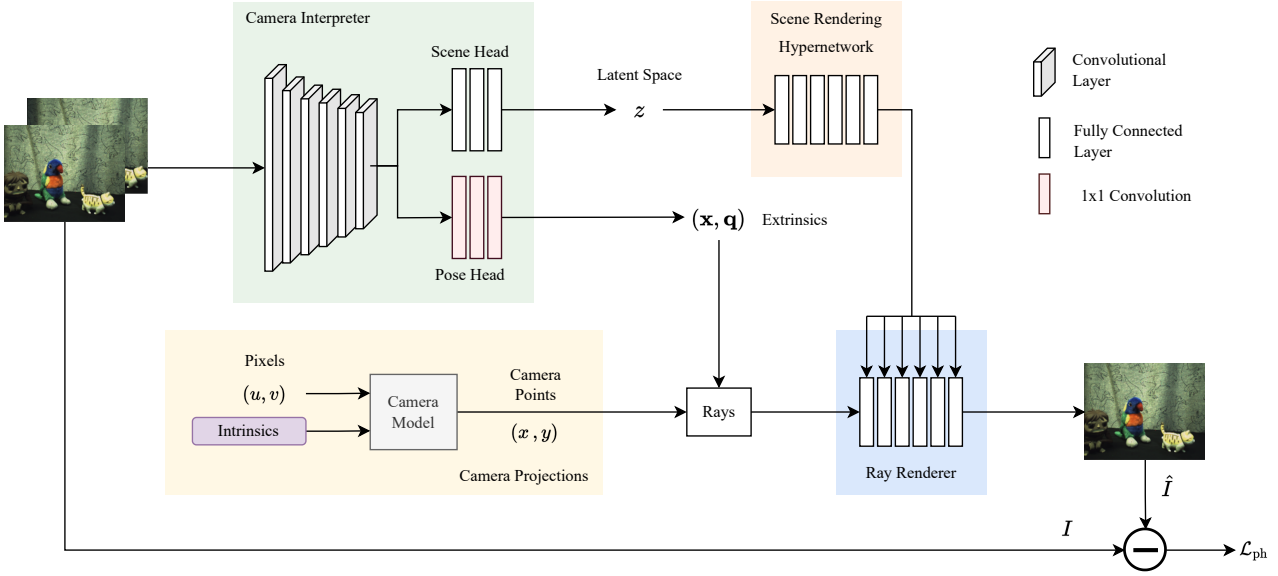 Camera Interpreter
Scene Head
Pose Head
Latent Space
z
Scene Rendering
Hypernetwork
Convolutional
Layer
Fully Connected
Layer
1x1 Convolution
(x, q) Extrinsics
Pixels
(u, v)
Intrinsics
Camera
Model
Camera
Points
(x , y)
Camera Projections
Rays
Ray Renderer
Î
I
ℒph